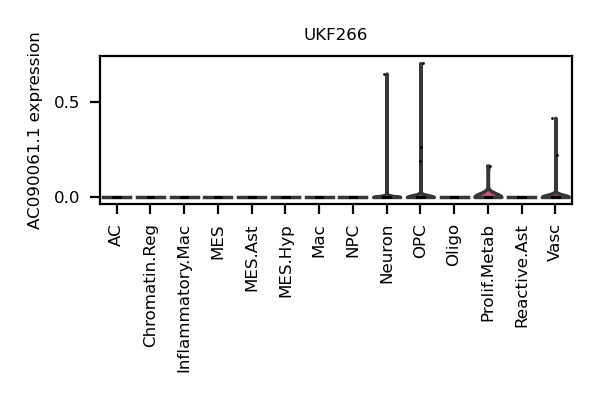 UKF266
AC090061.1 expression
0.5
0.0
AC
Chromatin.Reg
Inflammatory.Mac
MES
MES.Ast
MES.Hyp
Mac
NPC
Neuron
OPC
Oligo
Prolif.Metab
Reactive.Ast
Vasc